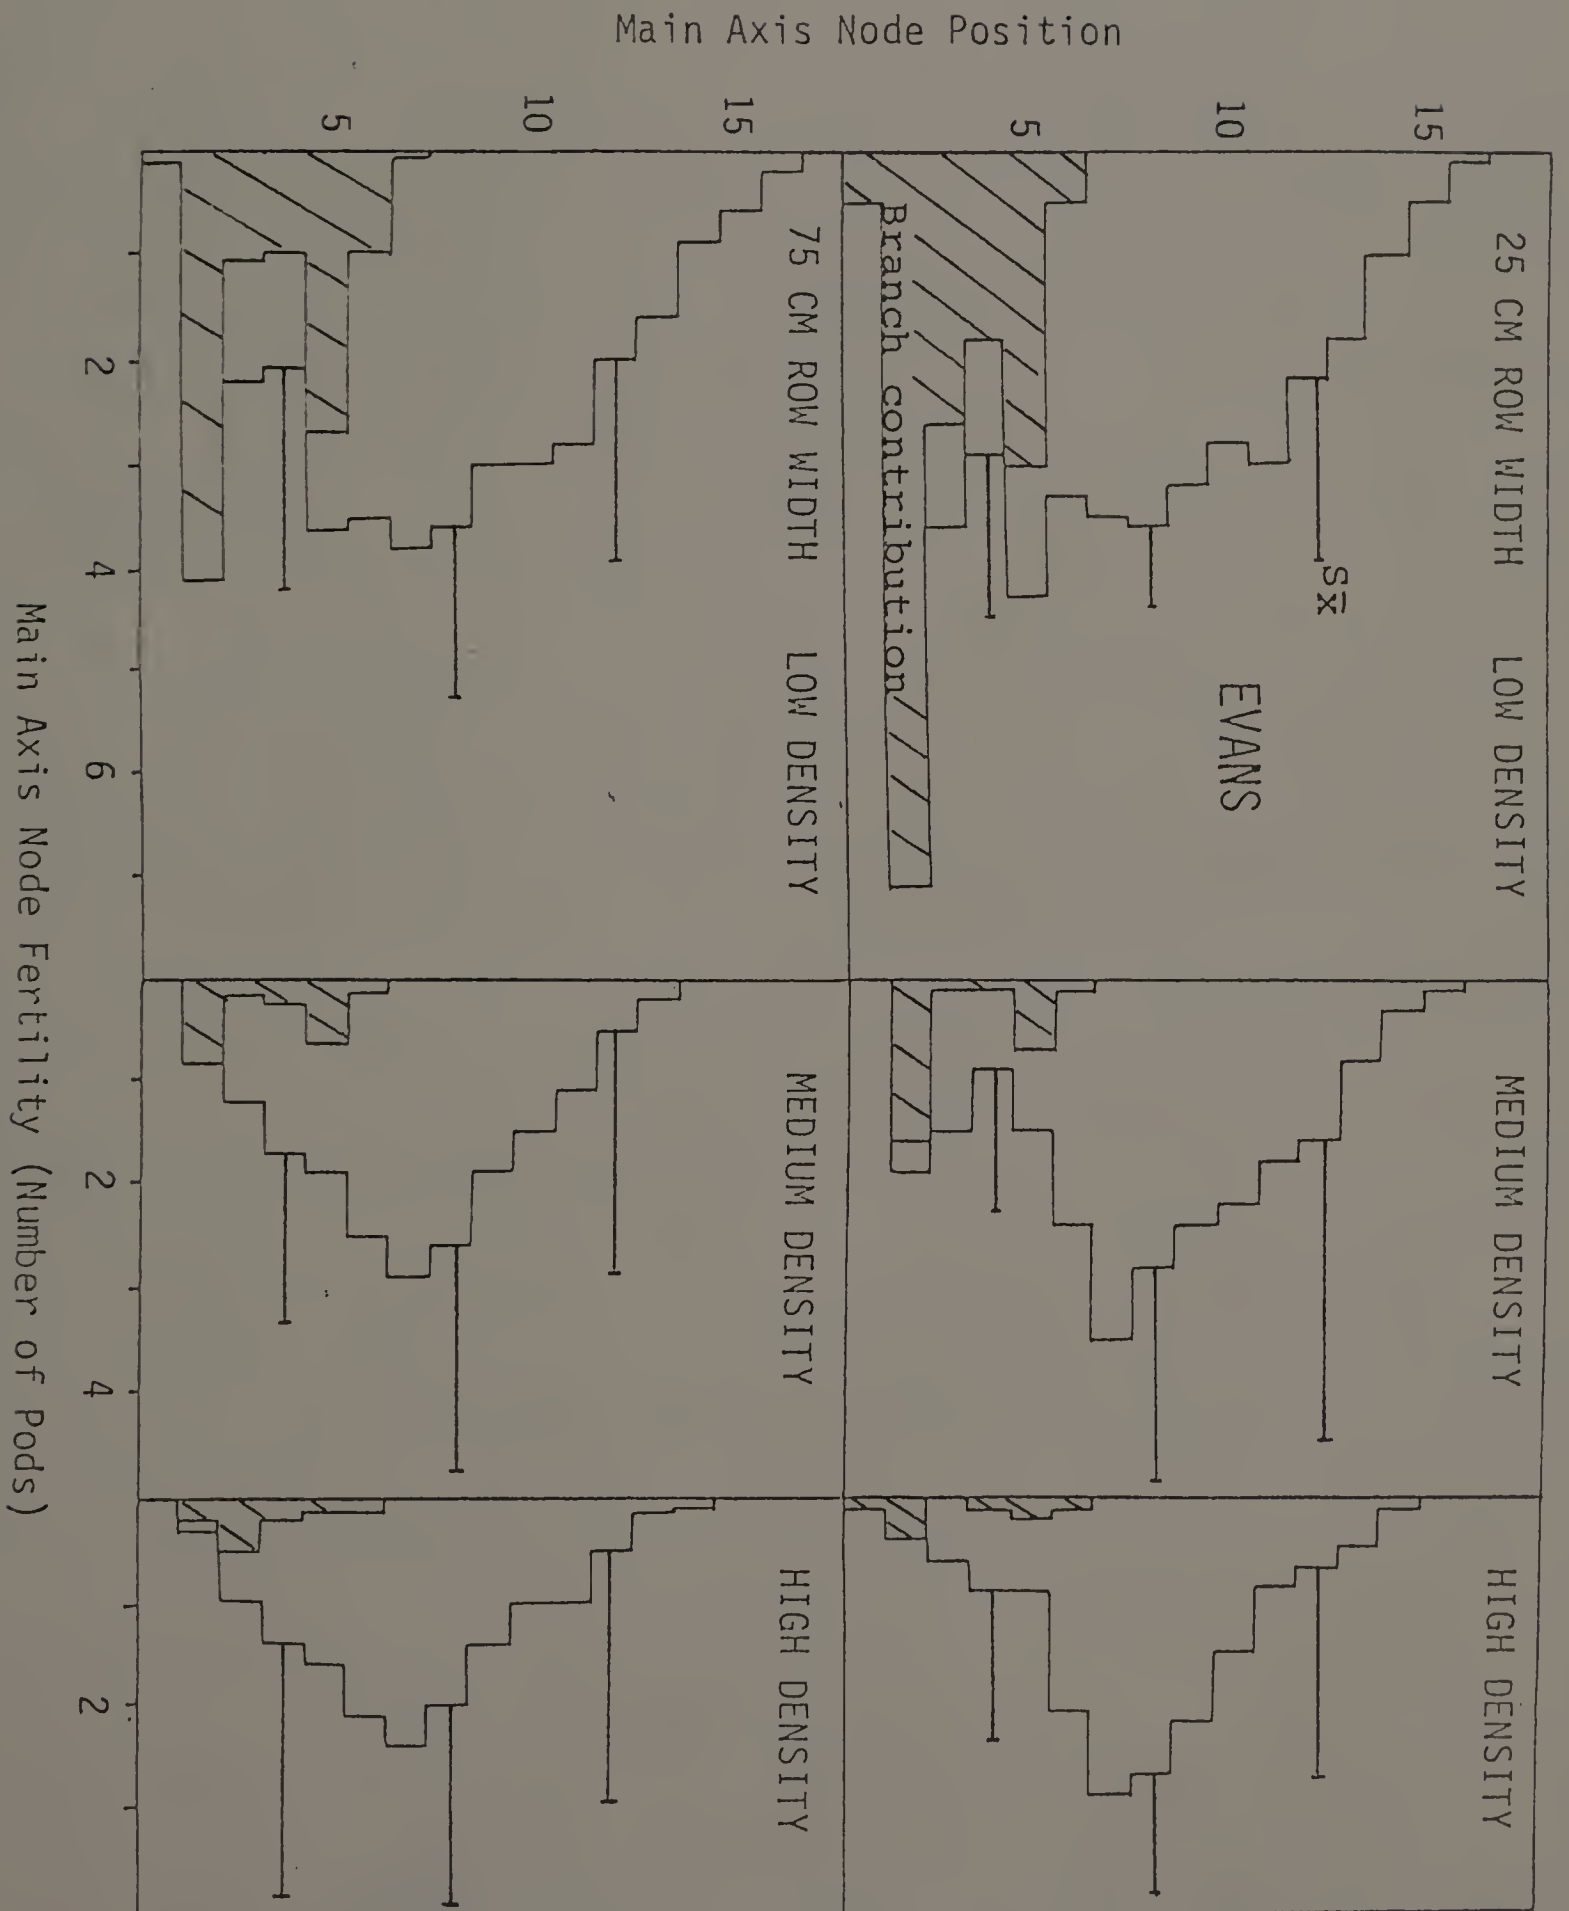 Main Axis Node Position
5
10
15
5
10
15
25 CM ROW WIDTH LOW DENSITY
EVANS
Sx̅
Branch contribution
MEDIUM DENSITY
HIGH DENSITY
75 CM ROW WIDTH LOW DENSITY
MEDIUM DENSITY
HIGH DENSITY
2
4
6
2
4
2
Main Axis Node Fertility (Number of Pods)